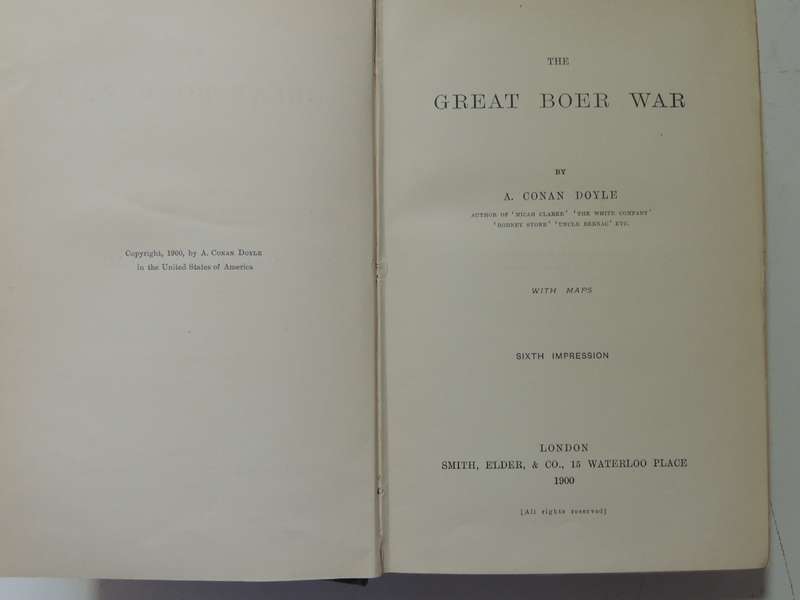 Copyright, 1900, by A. CONAN DOYLE
in the United States of America
THE
GREAT BOER WAR
BY
A. CONAN DOYLE
AUTHOR OF 'MICAH CLARKE' 'THE WHITE COMPANY'
'RODNEY STONE' 'UNCLE BERNAC' ETC.
WITH MAPS
SIXTH IMPRESSION
LONDON
SMITH, ELDER, & CO., 15 WATERLOO PLACE
1900
[All rights reserved]